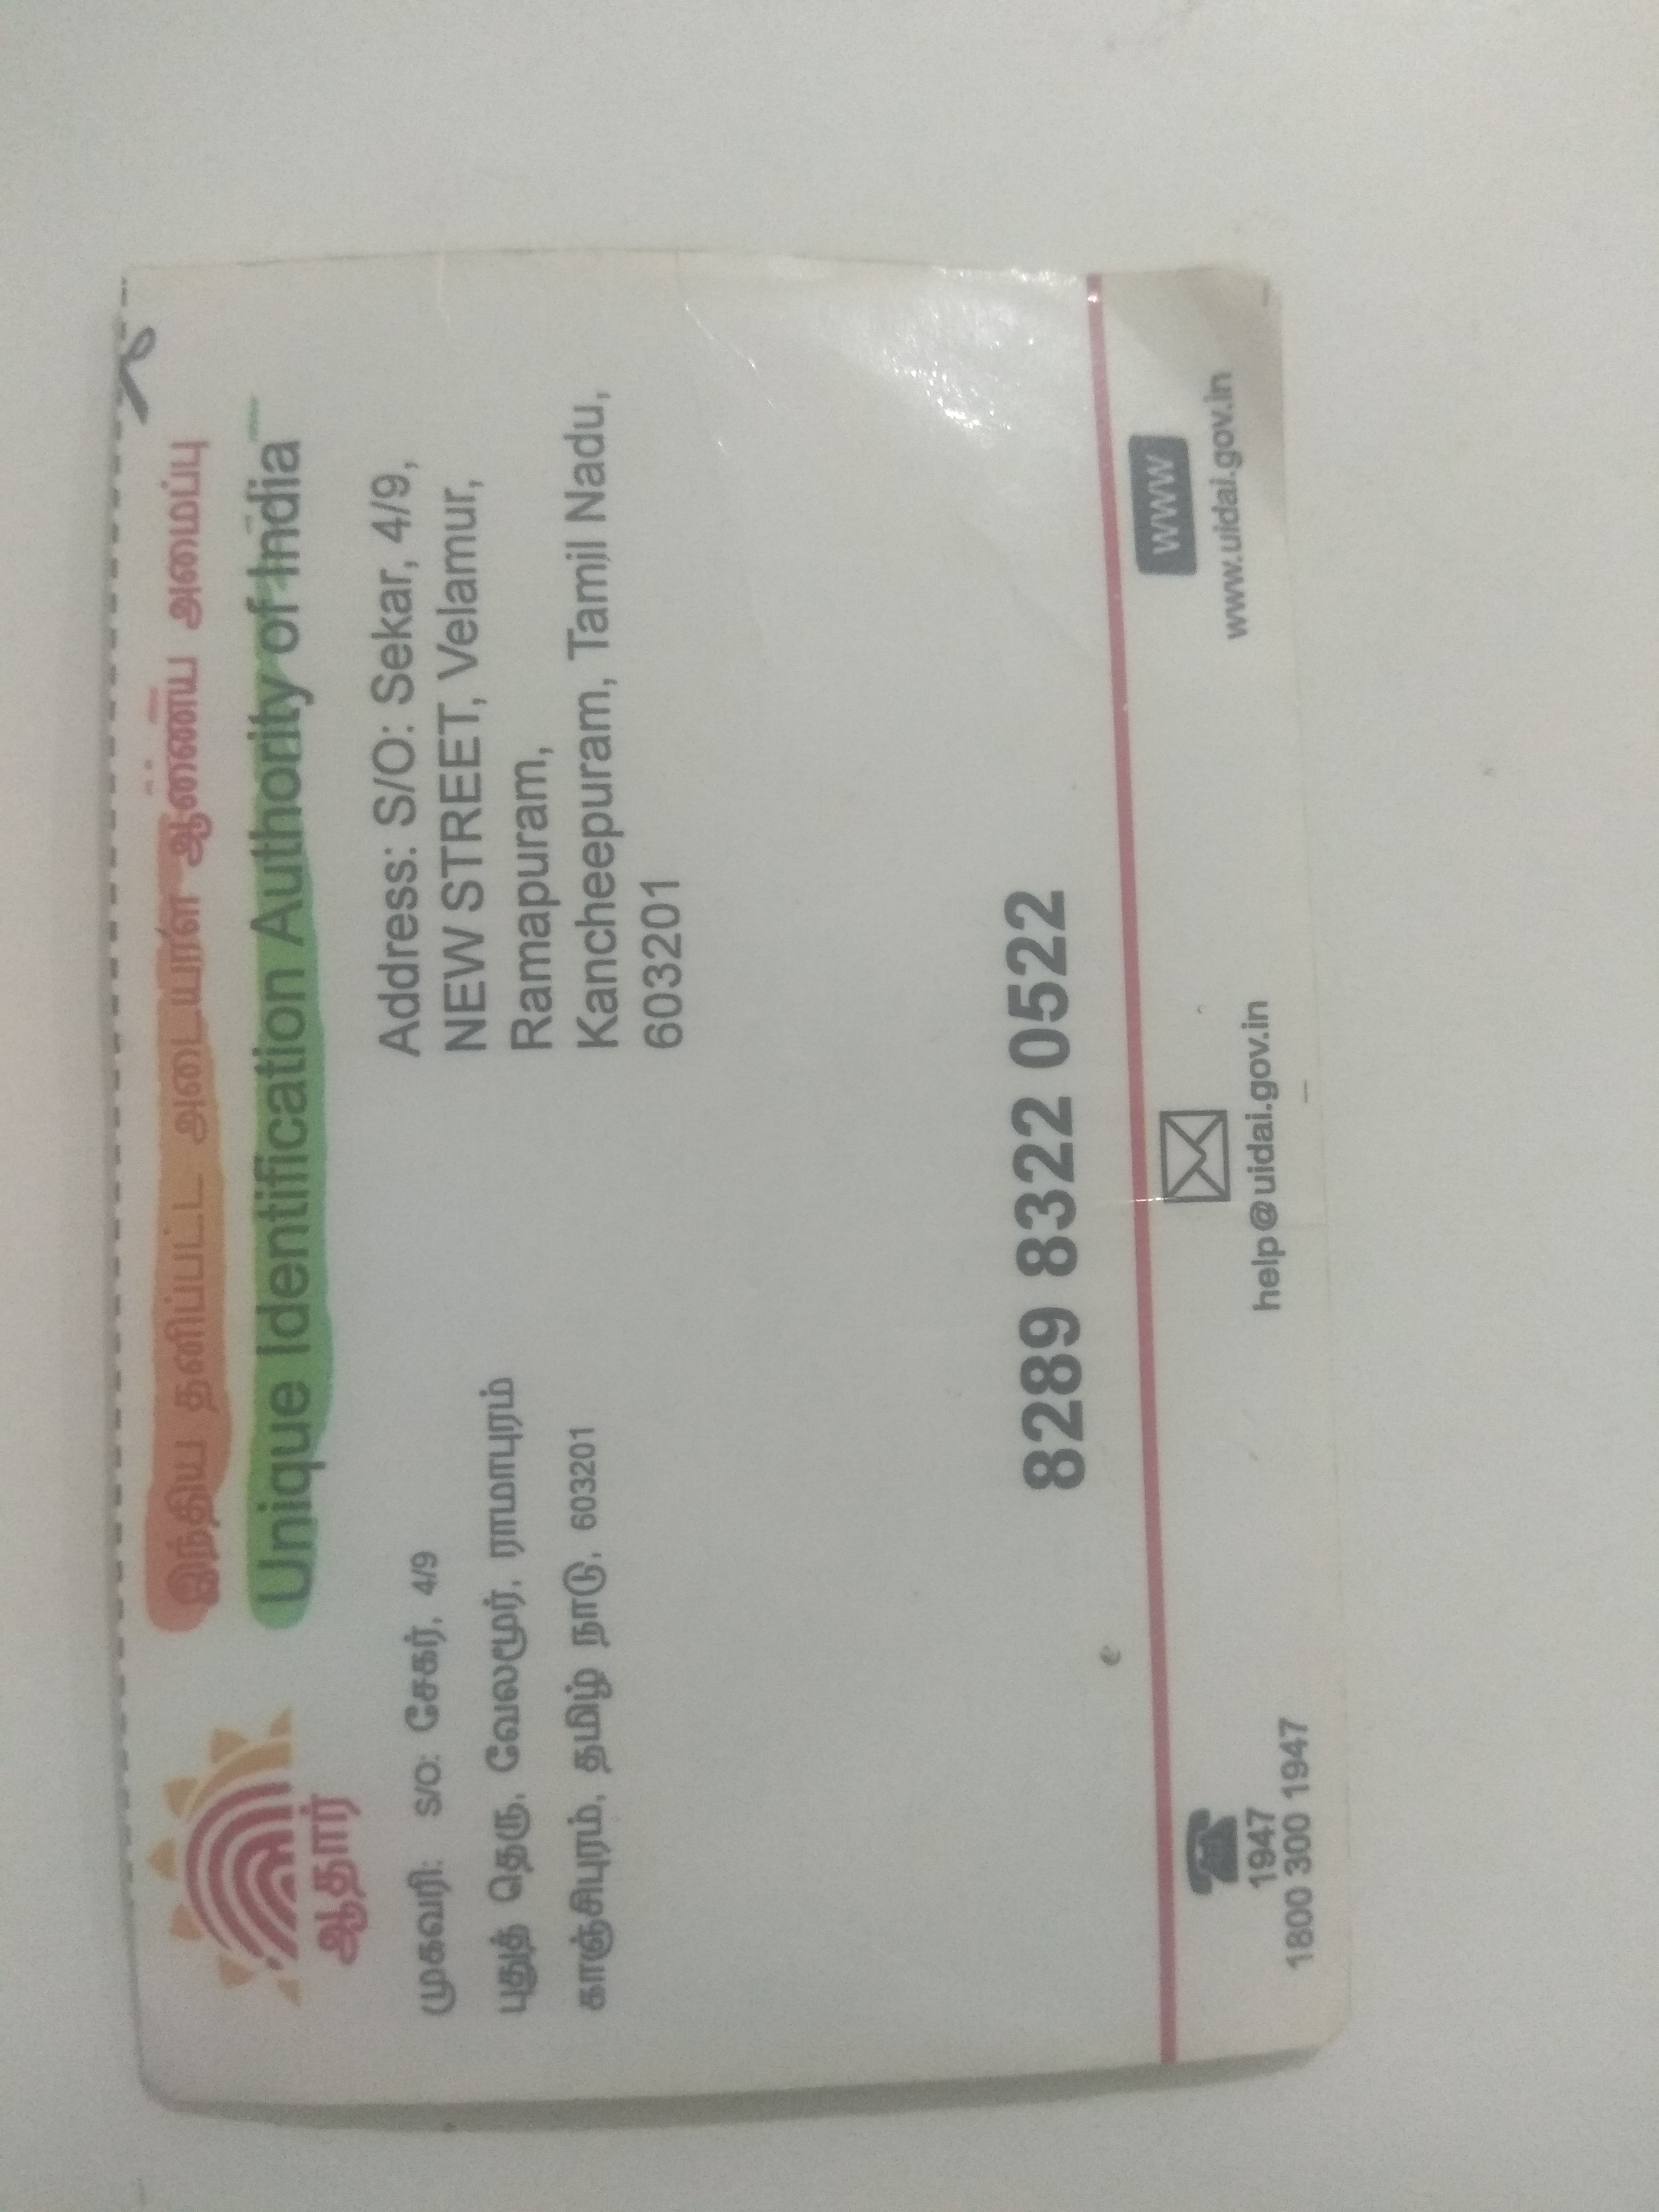 இந்திய தனிப்பட்ட அடையாள ஆணைய அமைப்பு
Unique Identification Authority of India
ஆதார்
முகவரி: S/O: சேகர், 4/9
புதுத் தெரு, வேலமூர், ராமாபுரம்
காஞ்சிபுரம், தமிழ் நாடு, 603201
Address: S/O: Sekar, 4/9,
NEW STREET, Velamur,
Ramapuram,
Kancheepuram, Tamil Nadu,
603201
8289 8322 0522
1947
1800 300 1947
help@uidai.gov.in
www
www.uidai.gov.in